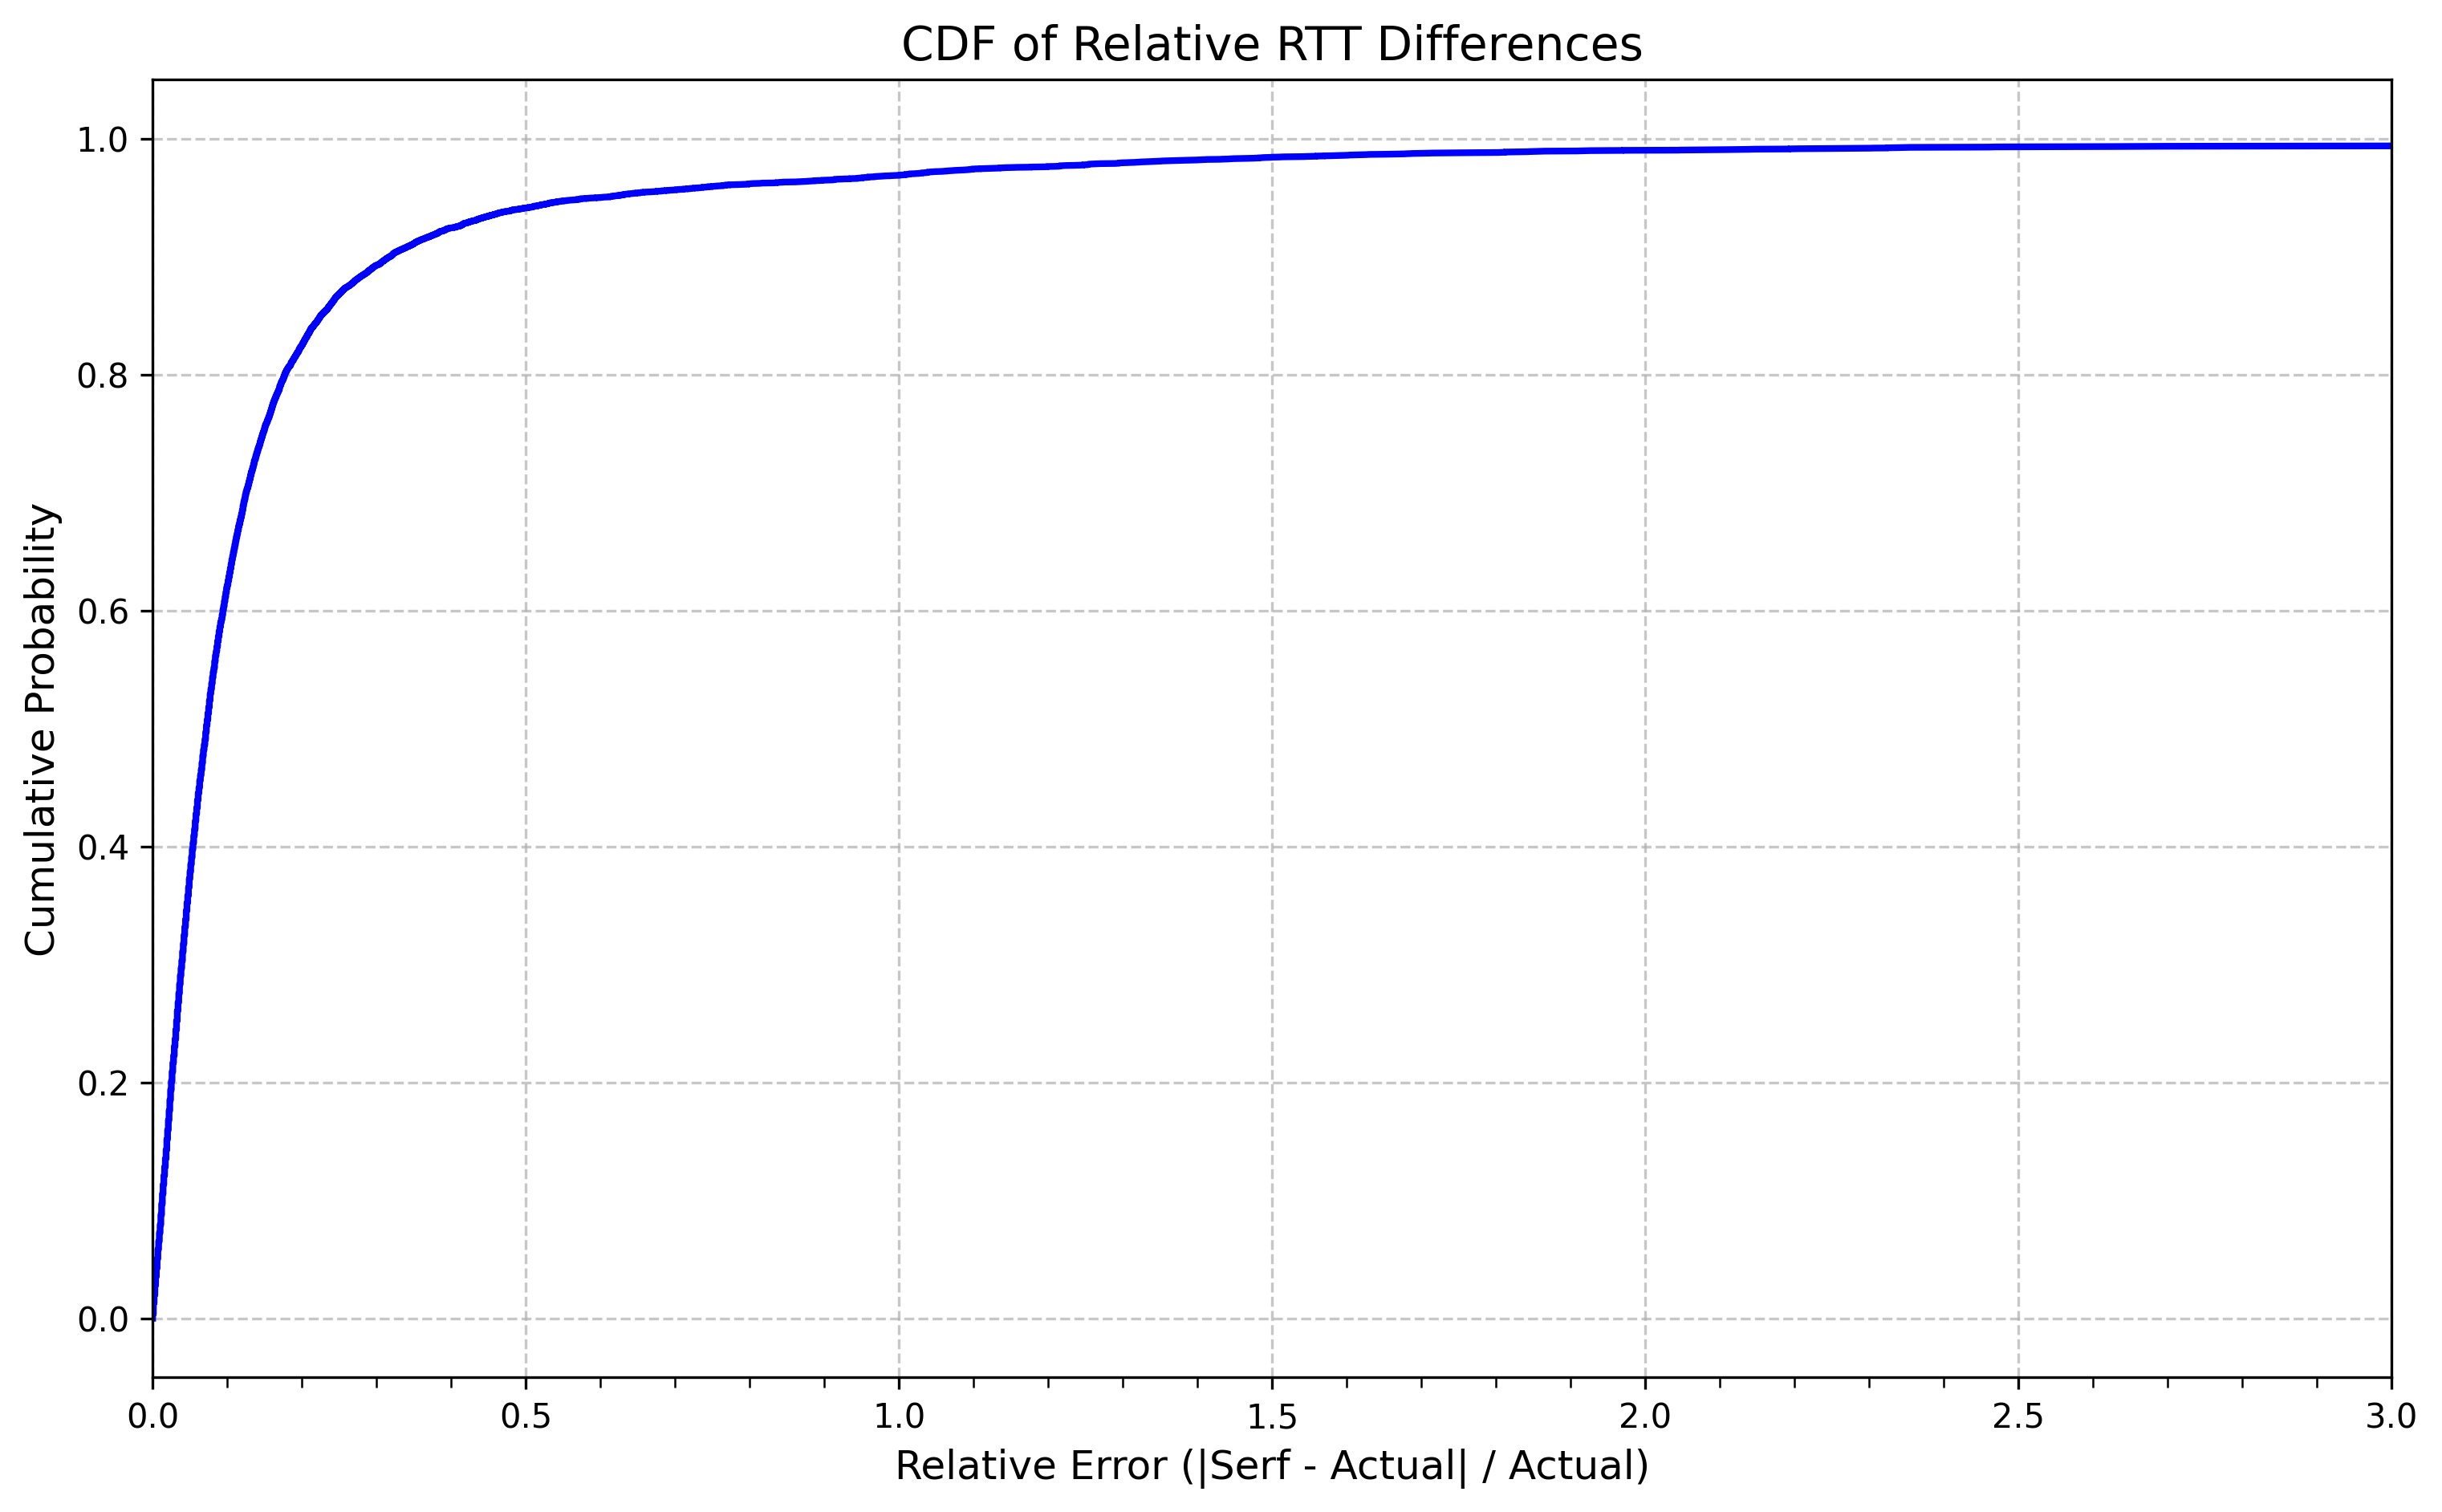 CDF of Relative RTT Differences
Cumulative Probability
1.0
0.8
0.6
0.4
0.2
0.0
0.0 0.5 1.0 1.5 2.0 2.5 3.0
Relative Error (|Serf - Actual| / Actual)